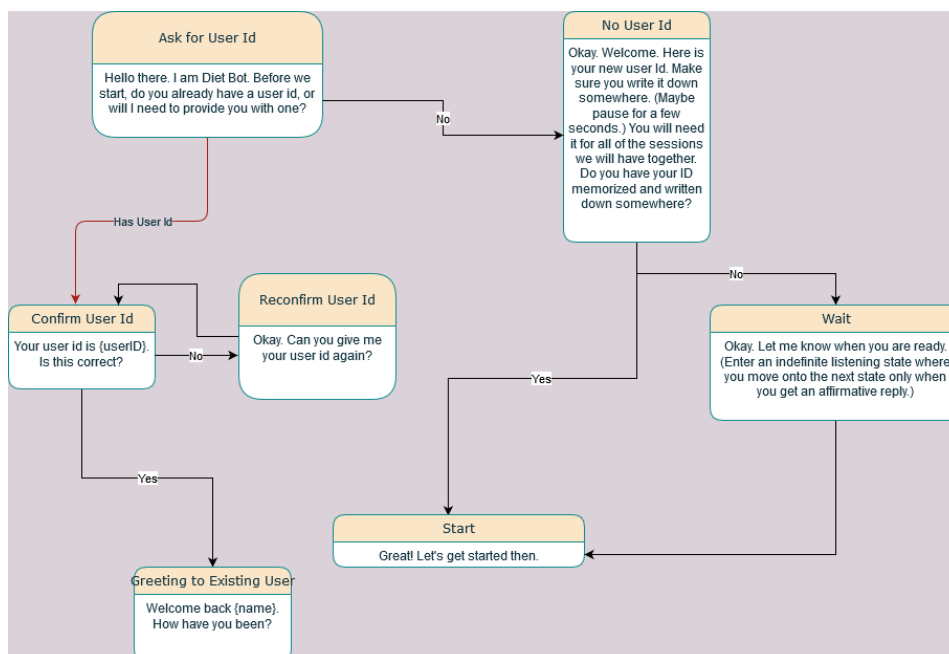 Ask for User Id
Hello there. I am Diet Bot. Before we
start, do you already have a user id, or
will I need to provide you with one?
No User Id
Okay. Welcome. Here is
your new user Id. Make
sure you write it down
somewhere. (Maybe
pause for a few
seconds.) You will need
it for all of the sessions
we will have together.
Do you have your ID
memorized and written
down somewhere?
No
Has User Id
No
Confirm User Id
Your user id is {userID}.
Is this correct?
No
Reconfirm User Id
Okay. Can you give me
your user id again?
Wait
Okay. Let me know when you are ready.
(Enter an indefinite listening state where
you move onto the next state only when
you get an affirmative reply.)
Yes
Yes
Start
Great! Let's get started then.
Greeting to Existing User
Welcome back {name}.
How have you been?